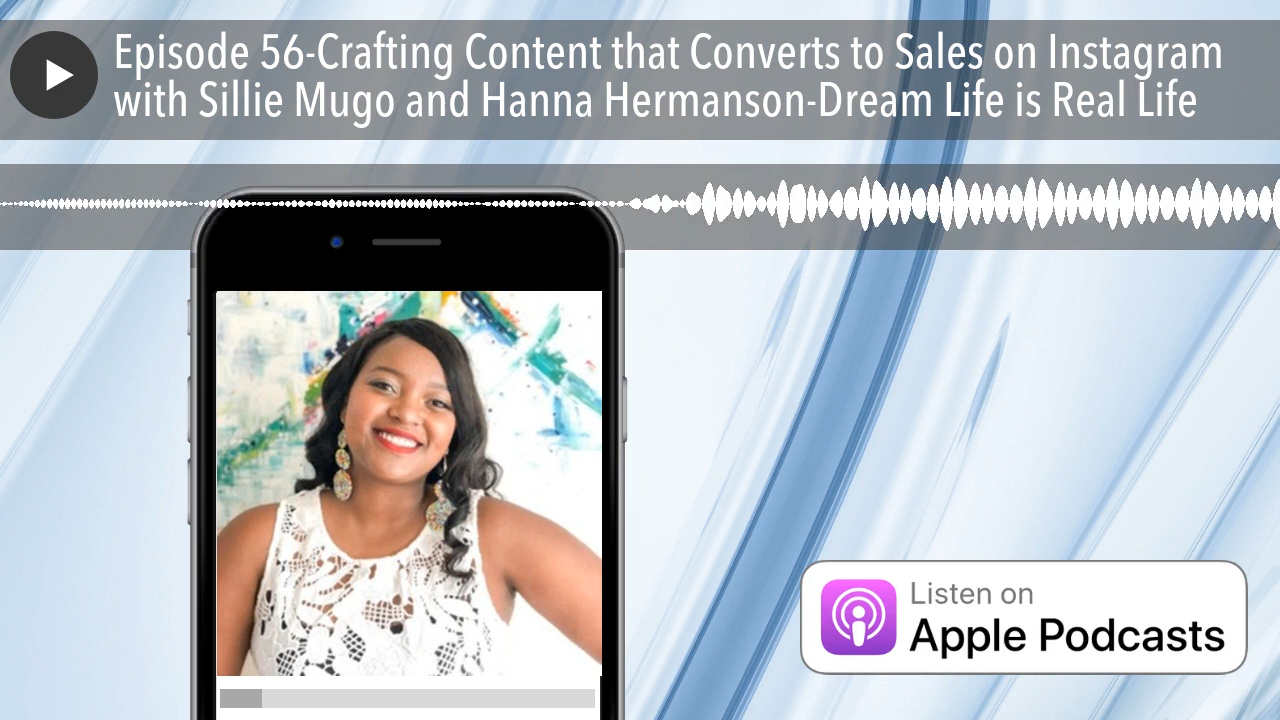 Episode 56-Crafting Content that Converts to Sales on Instagram
with Sillie Mugo and Hanna Hermanson-Dream Life is Real Life
Listen on
Apple Podcasts